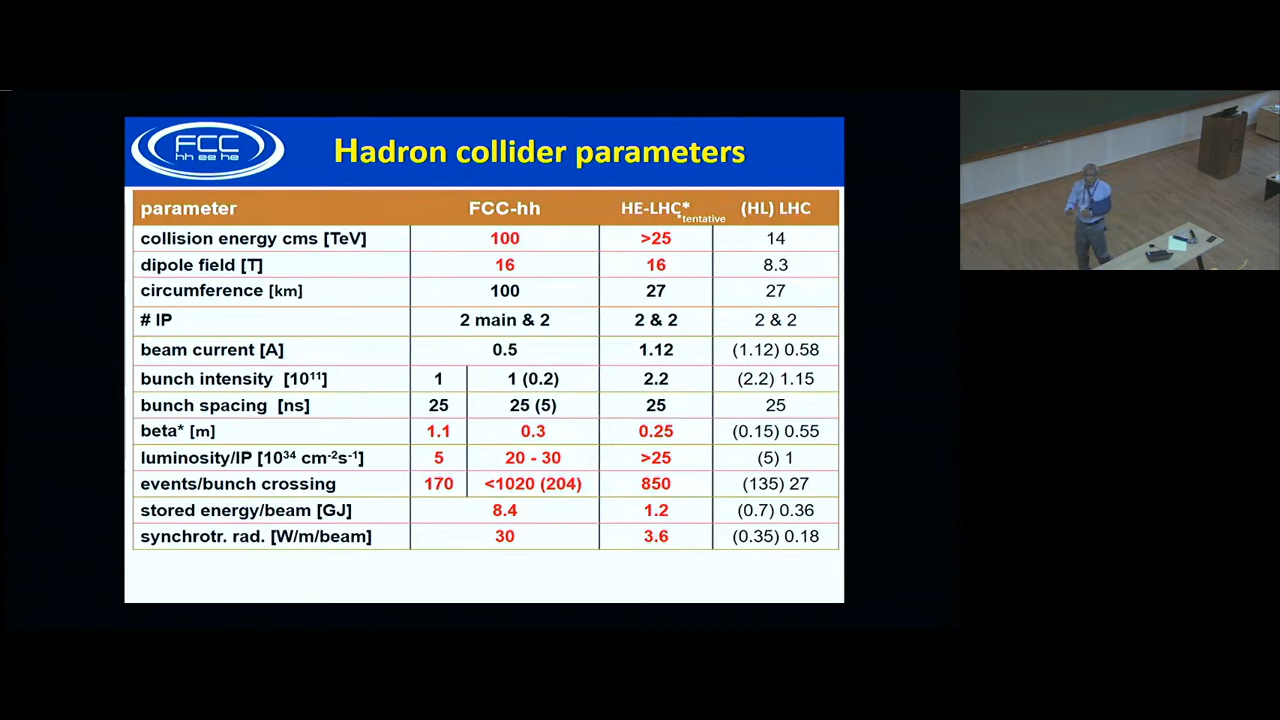 FCC
hh ee he
Hadron collider parameters
parameter FCC-hh HE-LHC* *tentative (HL) LHC
collision energy cms [TeV] 100 >25 14
dipole field [T] 16 16 8.3
circumference [km] 100 27 27
# IP 2 main & 2 2 & 2 2 & 2
beam current [A] 0.5 1.12 (1.12) 0.58
bunch intensity [10¹¹] 1 1 (0.2) 2.2 (2.2) 1.15
bunch spacing [ns] 25 25 (5) 25 25
beta* [m] 1.1 0.3 0.25 (0.15) 0.55
luminosity/IP [10³⁴ cm⁻²s⁻¹] 5 20 - 30 >25 (5) 1
events/bunch crossing 170 <1020 (204) 850 (135) 27
stored energy/beam [GJ] 8.4 1.2 (0.7) 0.36
synchrotr. rad. [W/m/beam] 30 3.6 (0.35) 0.18